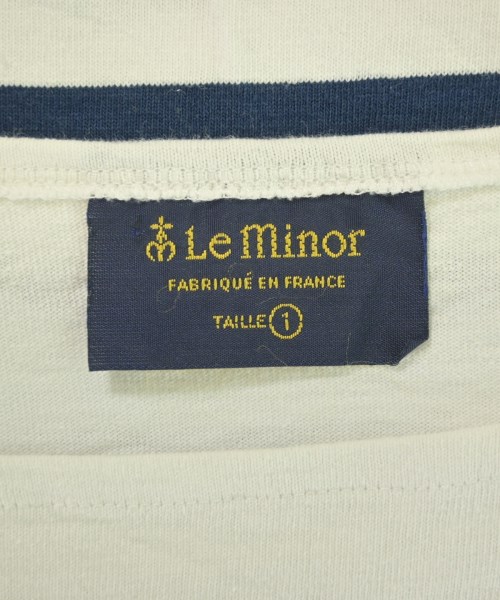 Le Minor
FABRIQUÉ EN FRANCE
TAILLE 1